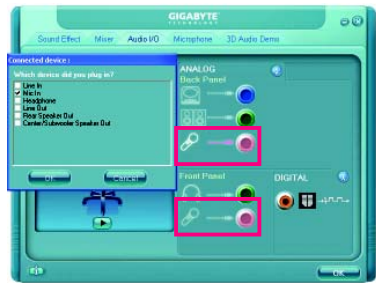 GIGABYTE
TECHNOLOGY
Sound Effect Mixer Audio I/O Microphone 3D Audio Demo
Connected device :
Which device did you plug in?
Line In
Mic In
Headphone
Line Out
Rear Speaker Out
Center/Subwoofer Speaker Out
OK Cancel
ANALOG
Back Panel
Front Panel
DIGITAL
OK